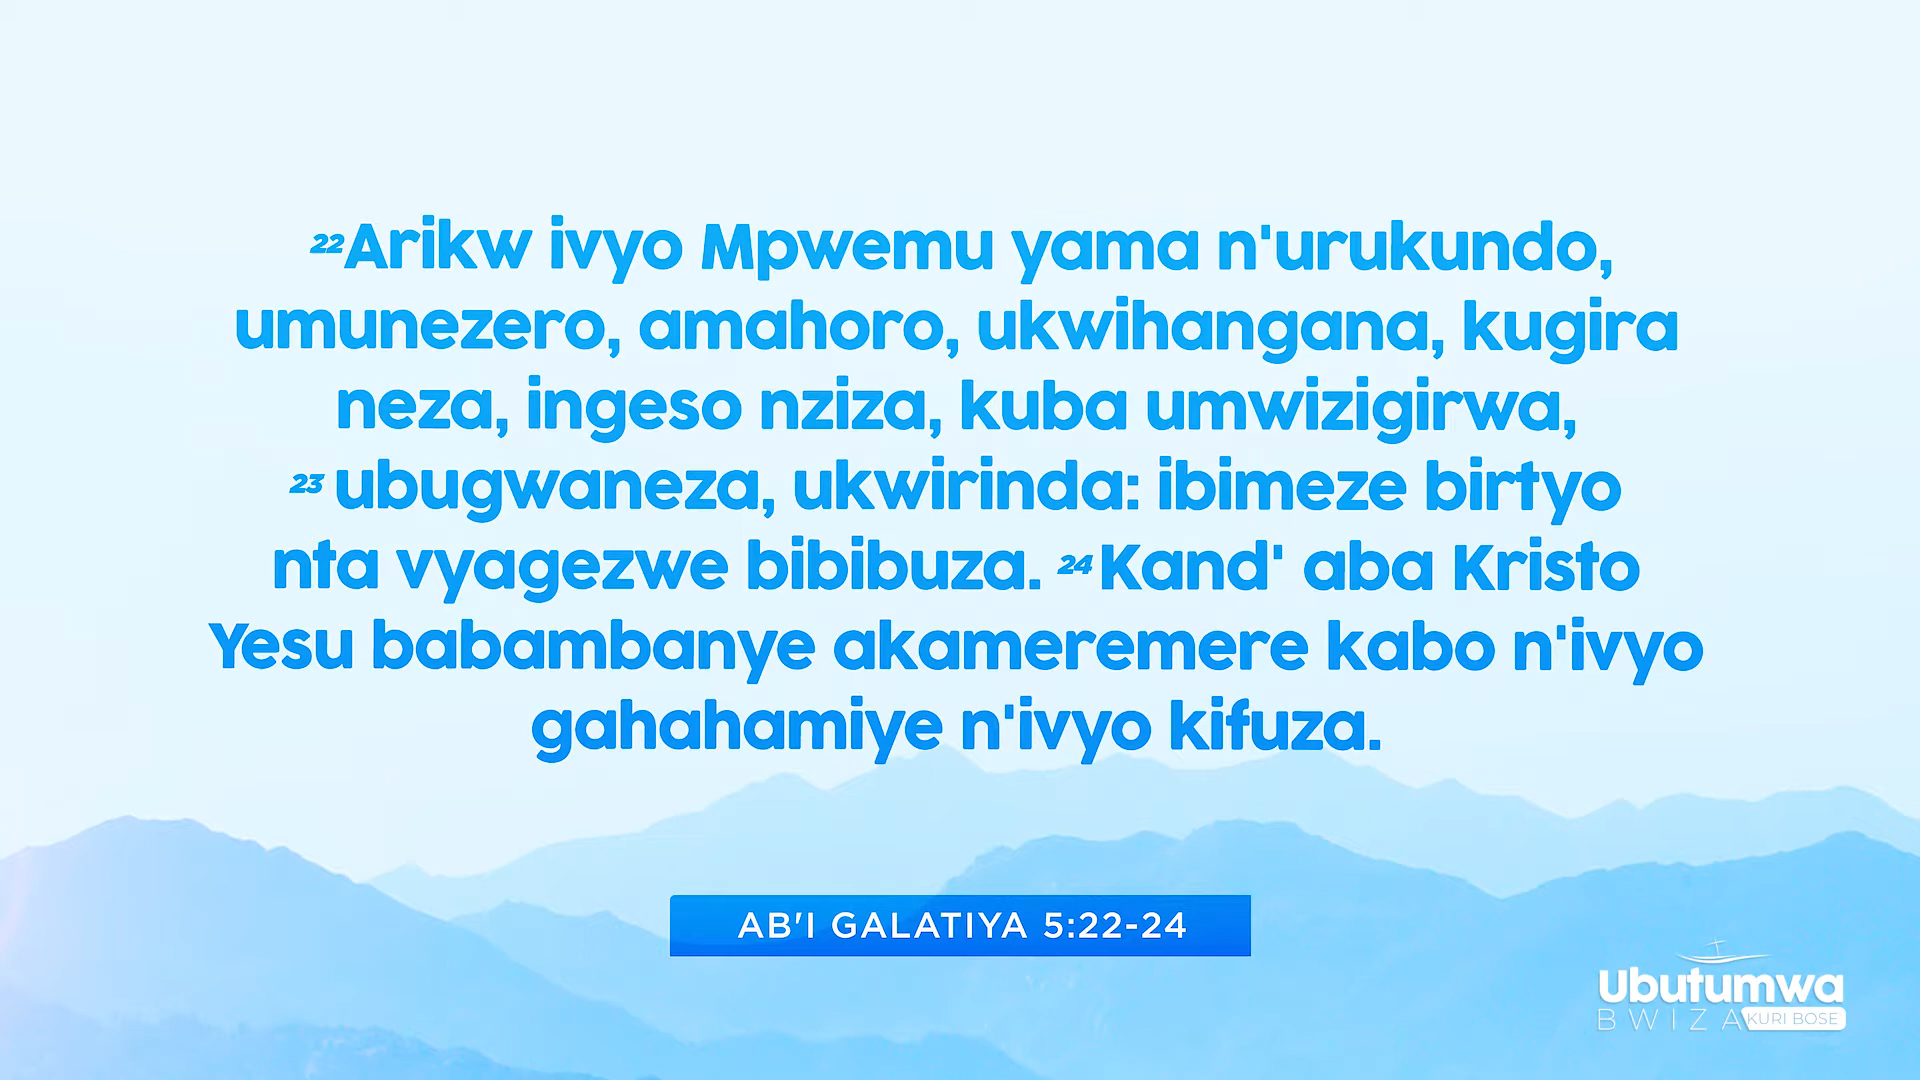 22Arikw ivyo Mpwemu yama n'urukundo,
umunezero, amahoro, ukwihangana, kugira
neza, ingeso nziza, kuba umwizigirwa,
23 ubugwaneza, ukwirinda: ibimeze birtyo
nta vyagezwe bibibuza. 24Kand' aba Kristo
Yesu babambanye akameremere kabo n'ivyo
gahahamiye n'ivyo kifuza.
AB'I GALATIYA 5:22-24
Ubutumwa
BWIZA KURI BOSE